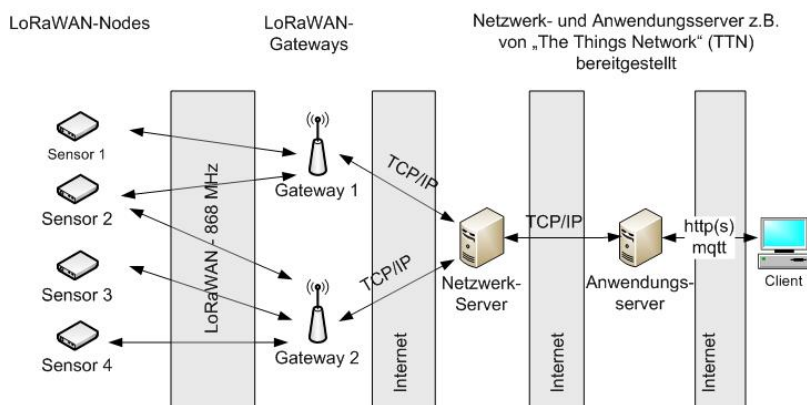 LoRaWAN-Nodes
LoRaWAN-
Gateways
Netzwerk- und Anwendungsserver z.B.
von „The Things Network“ (TTN)
bereitgestellt
Sensor 1
Sensor 2
Sensor 3
Sensor 4
LoRaWAN - 868 MHz
Gateway 1
Gateway 2
Internet
TCP/IP
TCP/IP
Netzwerk-
Server
TCP/IP
Internet
Anwendungs-
server
http(s)
mqtt
Internet
Client